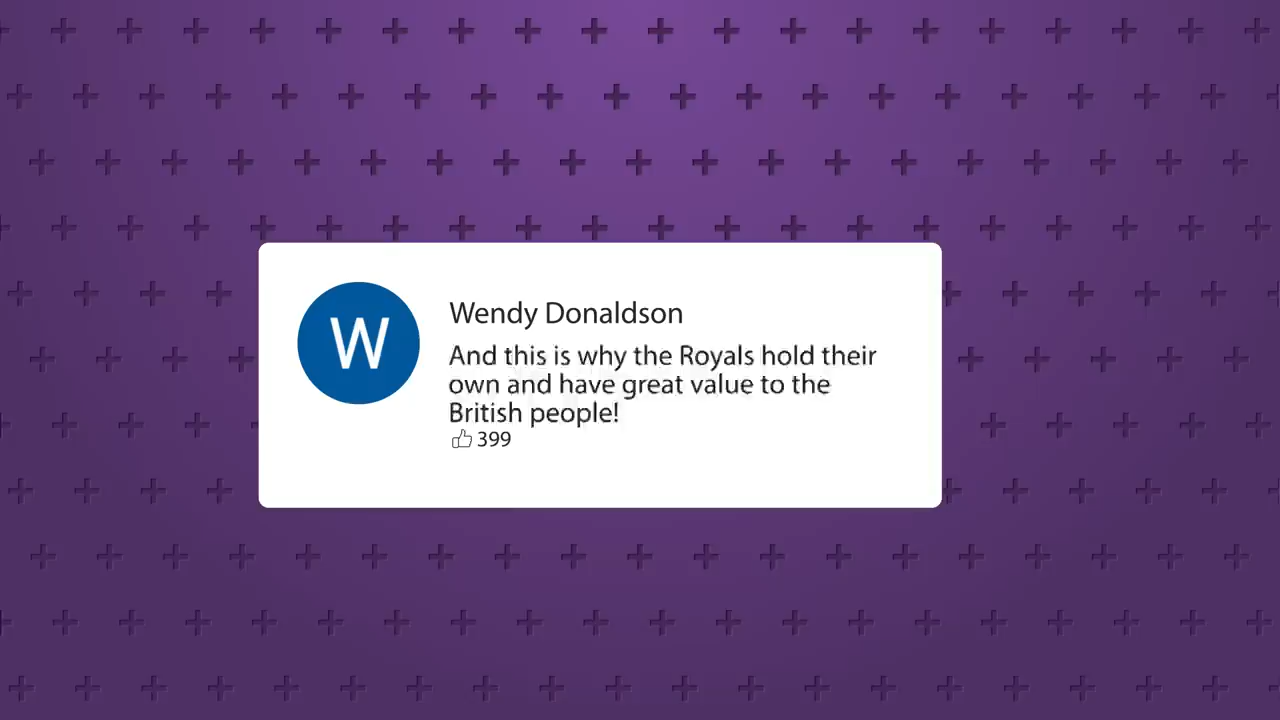 W
Wendy Donaldson
And this is why the Royals hold their
own and have great value to the
British people!
399